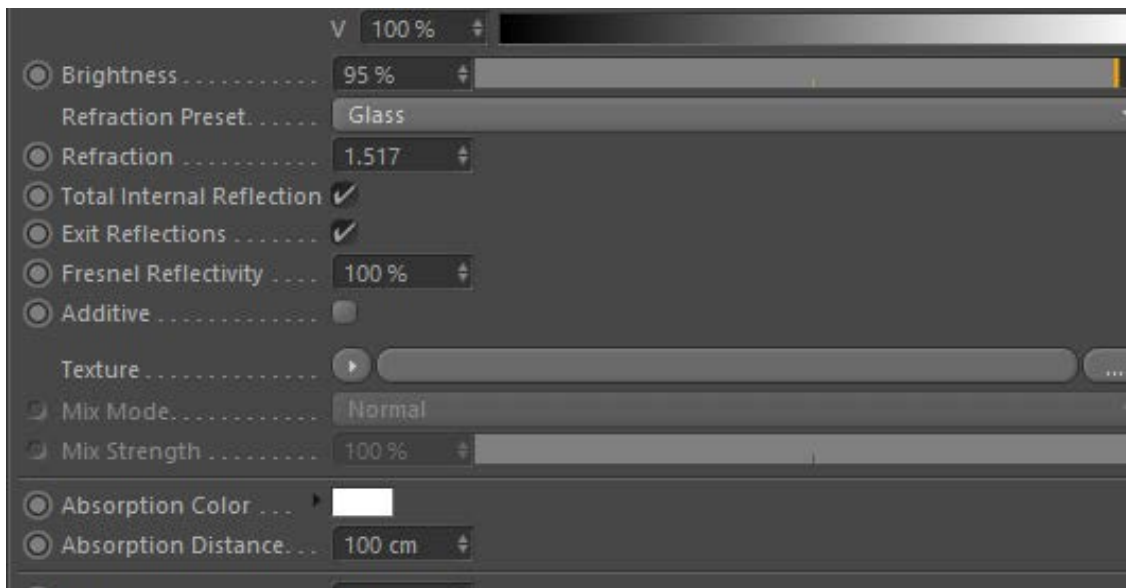 V 100 %
Brightness........... 95 %
Refraction Preset...... Glass
Refraction........... 1.517
Total Internal Reflection
Exit Reflections.......
Fresnel Reflectivity.... 100 %
Additive.............
Texture.............. ...
Mix Mode............ Normal
Mix Strength......... 100 %
Absorption Color...
Absorption Distance... 100 cm